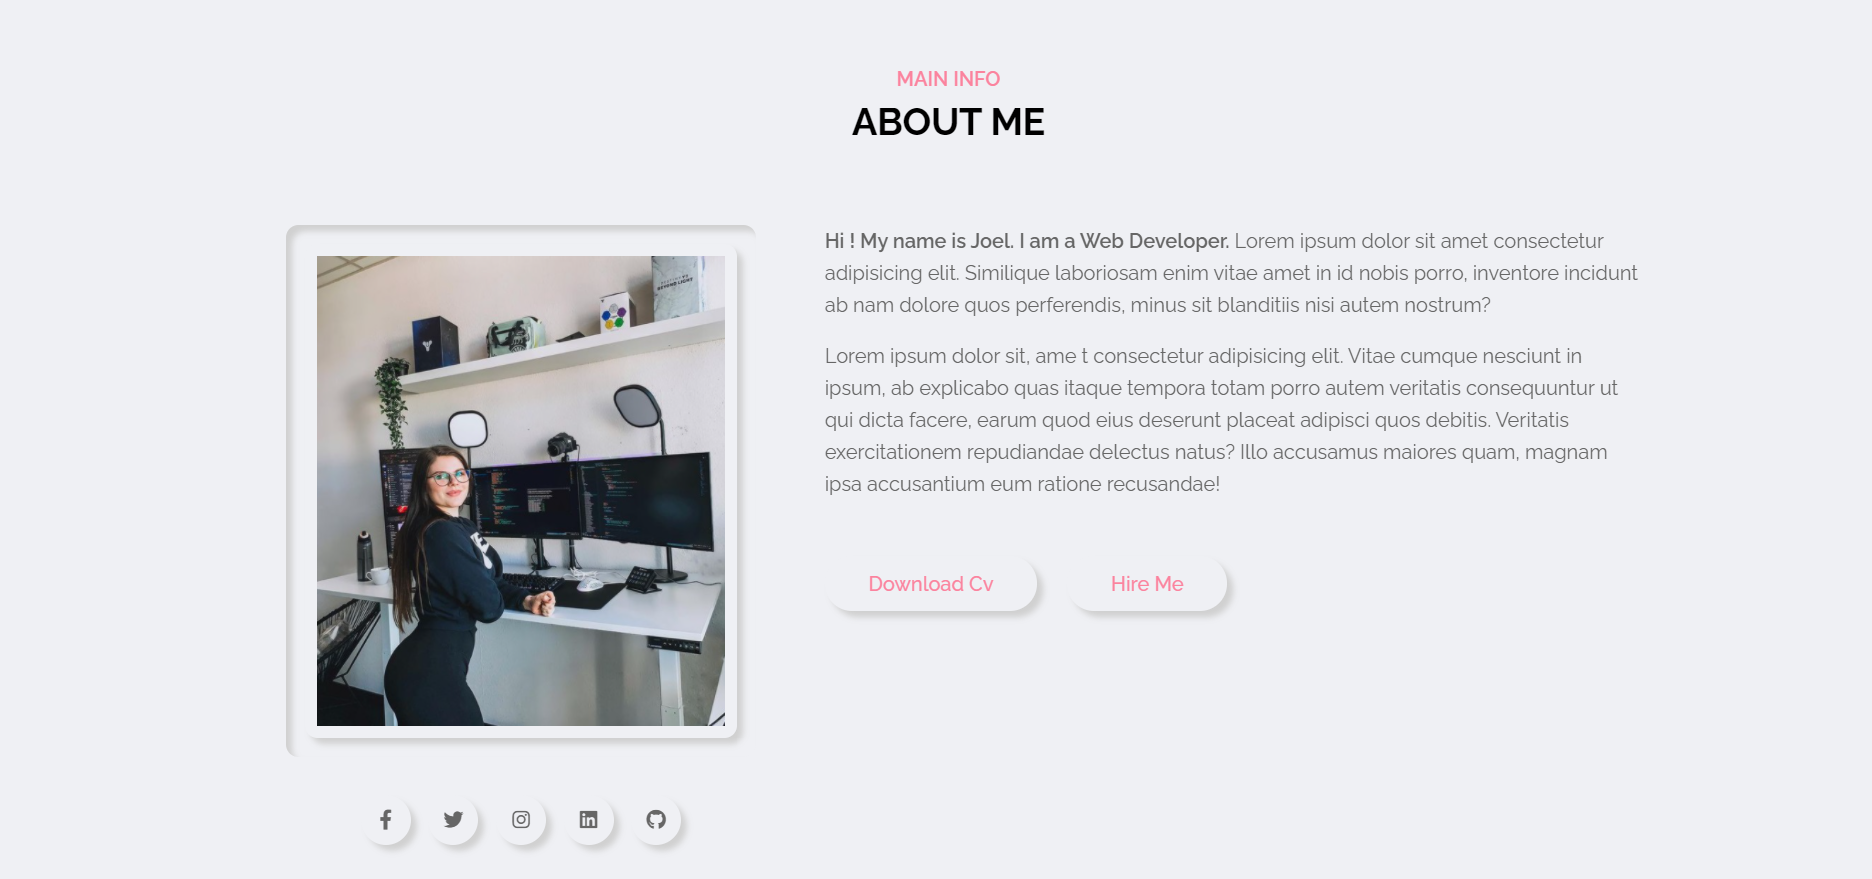 MAIN INFO
ABOUT ME
BEYOND LIGHT
Hi ! My name is Joel. I am a Web Developer. Lorem ipsum dolor sit amet consectetur
adipisicing elit. Similique laboriosam enim vitae amet in id nobis porro, inventore incidunt
ab nam dolore quos perferendis, minus sit blanditiis nisi autem nostrum?
Lorem ipsum dolor sit, ame t consectetur adipisicing elit. Vitae cumque nesciunt in
ipsum, ab explicabo quas itaque tempora totam porro autem veritatis consequuntur ut
qui dicta facere, earum quod eius deserunt placeat adipisci quos debitis. Veritatis
exercitationem repudiandae delectus natus? Illo accusamus maiores quam, magnam
ipsa accusantium eum ratione recusandae!
Download Cv
Hire Me